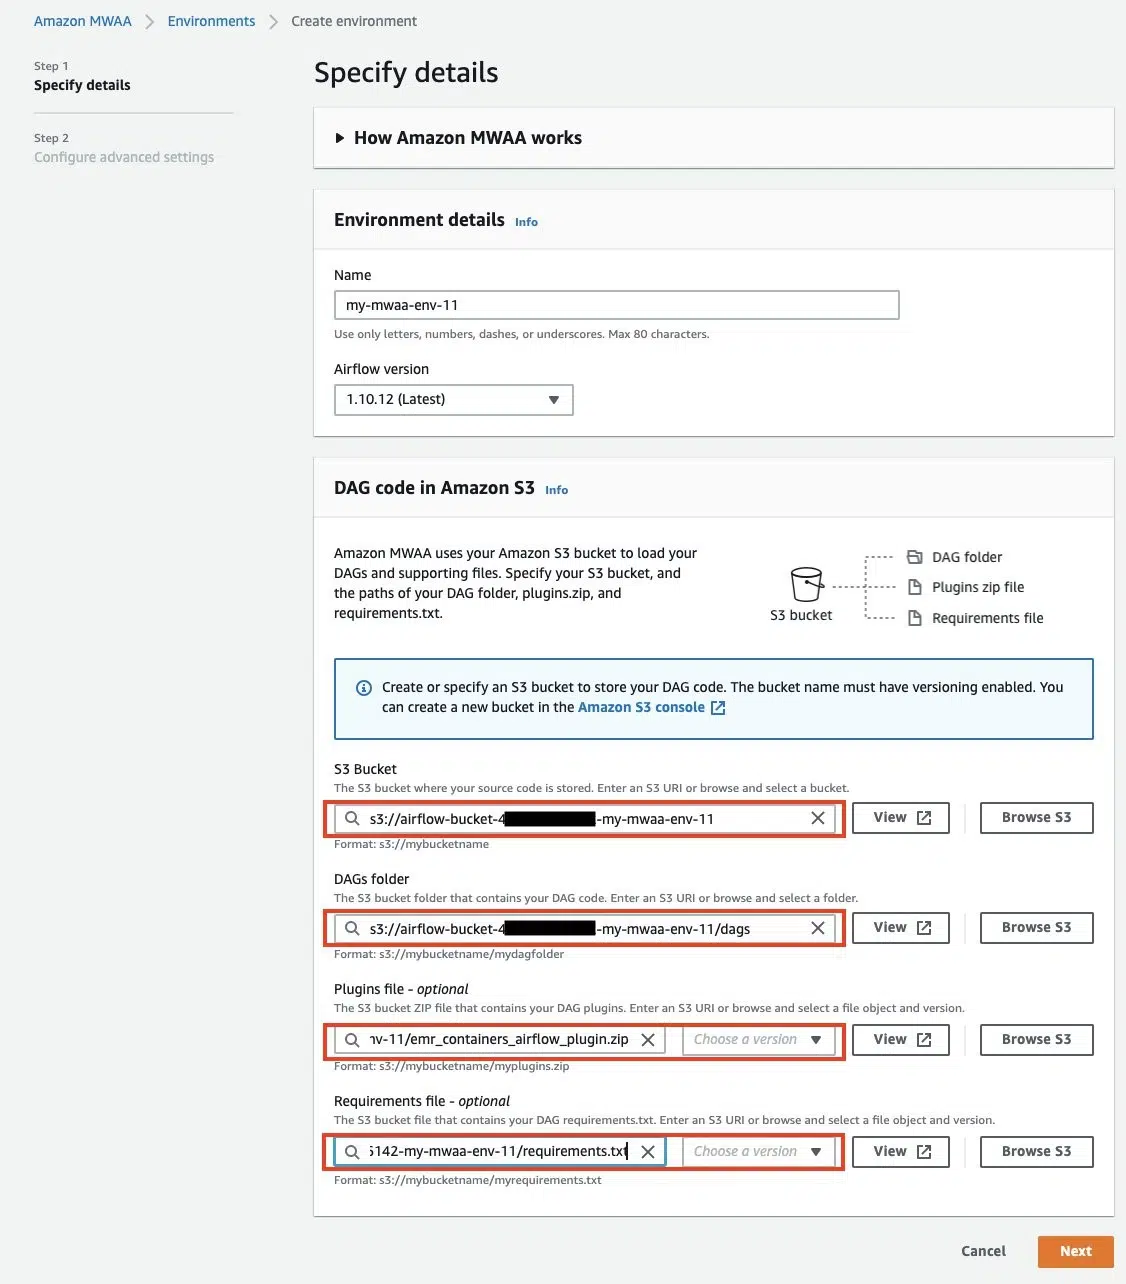 Amazon MWAA > Environments > Create environment
Step 1
Specify details
Step 2
Configure advanced settings
Specify details
How Amazon MWAA works
Environment details Info
Name
my-mwaa-env-11
Use only letters, numbers, dashes, or underscores. Max 80 characters.
Airflow version
1.10.12 (Latest)
DAG code in Amazon S3 Info
Amazon MWAA uses your Amazon S3 bucket to load your
DAGs and supporting files. Specify your S3 bucket, and
the paths of your DAG folder, plugins.zip, and
requirements.txt.
S3 bucket
DAG folder
Plugins zip file
Requirements file
Create or specify an S3 bucket to store your DAG code. The bucket name must have versioning enabled. You
can create a new bucket in the Amazon S3 console
S3 Bucket
The S3 bucket where your source code is stored. Enter an S3 URI or browse and select a bucket.
s3://airflow-bucket-4 -my-mwaa-env-11 View Browse S3
Format: s3://mybucketname
DAGs folder
The S3 bucket folder that contains your DAG code. Enter an S3 URI or browse and select a folder.
s3://airflow-bucket-4 -my-mwaa-env-11/dags View Browse S3
Format: s3://mybucketname/mydagfolder
Plugins file - optional
The S3 bucket ZIP file that contains your DAG plugins. Enter an S3 URI or browse and select a file object and version.
nv-11/emr_containers_airflow_plugin.zip Choose a version View Browse S3
Format: s3://mybucketname/myplugins.zip
Requirements file - optional
The S3 bucket file that contains your DAG requirements.txt. Enter an S3 URI or browse and select a file object and version.
5142-my-mwaa-env-11/requirements.txt Choose a version View Browse S3
Format: s3://mybucketname/myrequirements.txt
Cancel Next